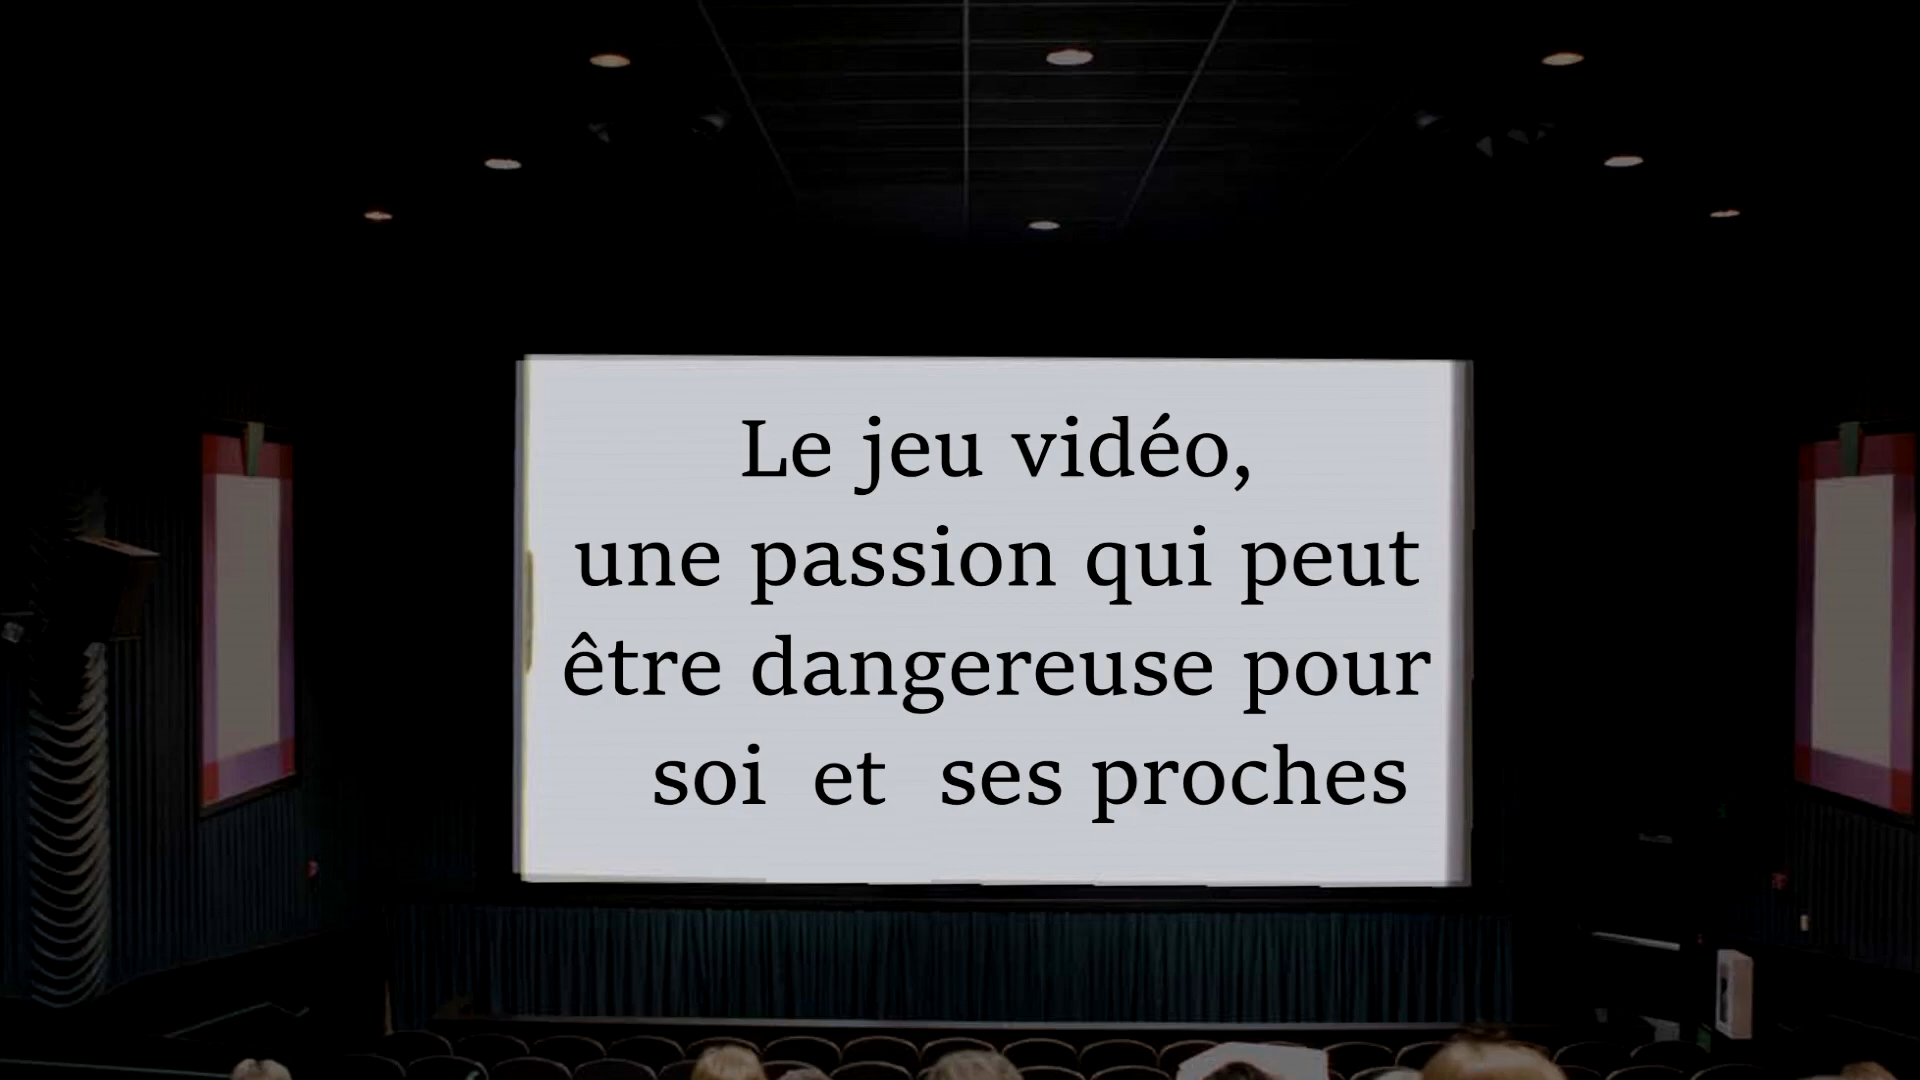 Le jeu vidéo,
une passion qui peut
être dangereuse pour
soi et ses proches